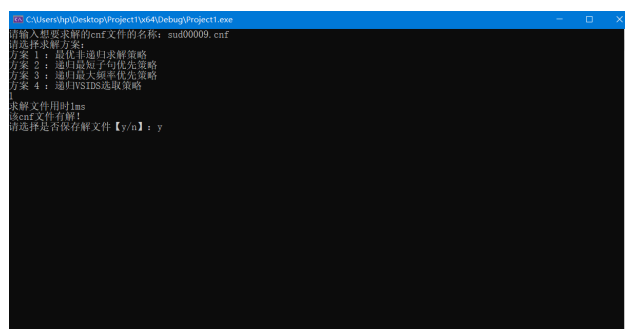 C:\Users\hp\Desktop\Project1\x64\Debug\Project1.exe
请输入想要求解的cnf文件的名称：sud00009.cnf
请选择求解方案：
方案 1 ：最优非递归求解策略
方案 2 ：递归最短子句优先策略
方案 3 ：递归最大频率优先策略
方案 4 ：递归VSIDS选取策略
1
求解文件用时1ms
该cnf文件有解！
请选择是否保存解文件【y/n】：y